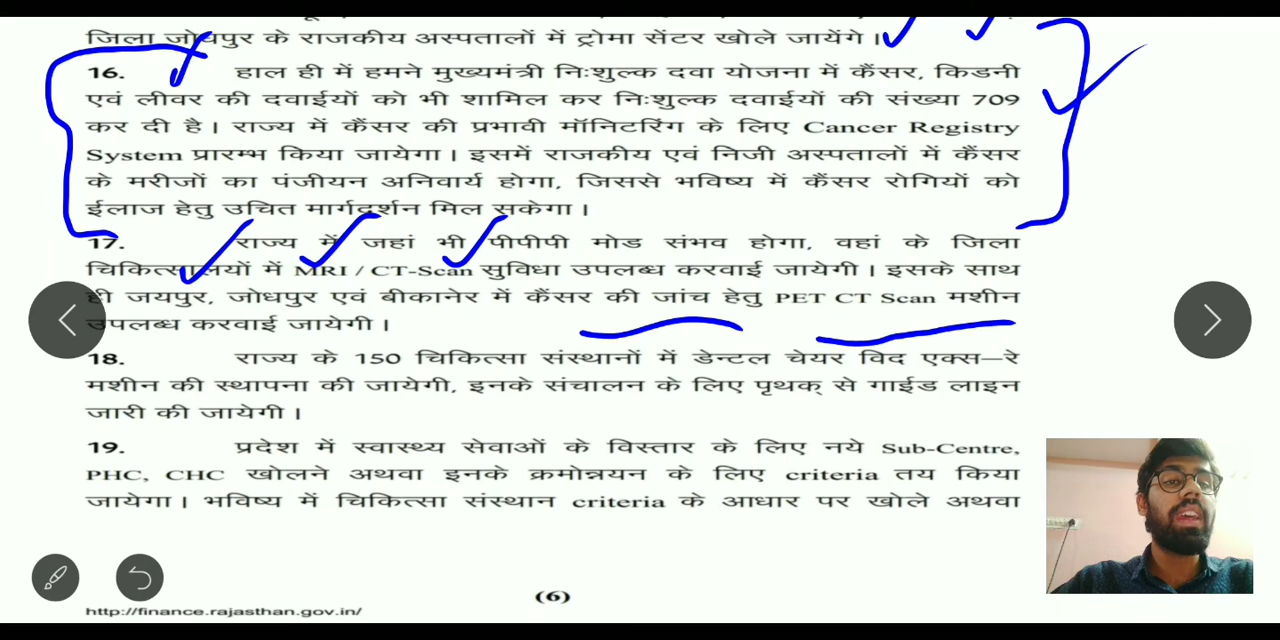 जिला जोधपुर के राजकीय अस्पतालों में ट्रोमा सेंटर खोले जायेंगे।
16. हाल ही में हमने मुख्यमंत्री निःशुल्क दवा योजना में कैंसर, किडनी
एवं लीवर की दवाईयों को भी शामिल कर निःशुल्क दवाईयों की संख्या 709
कर दी है। राज्य में कैंसर की प्रभावी मॉनिटरिंग के लिए Cancer Registry
System प्रारम्भ किया जायेगा। इसमें राजकीय एवं निजी अस्पतालों में कैंसर
के मरीजों का पंजीयन अनिवार्य होगा, जिससे भविष्य में कैंसर रोगियों को
ईलाज हेतु उचित मार्गदर्शन मिल सकेगा।
17. राज्य में जहां भी पीपीपी मोड संभव होगा, वहां के जिला
चिकित्सालयों में MRI / CT-Scan सुविधा उपलब्ध करवाई जायेगी। इसके साथ
ही जयपुर, जोधपुर एवं बीकानेर में कैंसर की जांच हेतु PET CT Scan मशीन
उपलब्ध करवाई जायेगी।
18. राज्य के 150 चिकित्सा संस्थानों में डेन्टल चेयर विद एक्स–रे
मशीन की स्थापना की जायेगी, इनके संचालन के लिए पृथक् से गाईड लाइन
जारी की जायेगी।
19. प्रदेश में स्वास्थ्य सेवाओं के विस्तार के लिए नये Sub-Centre,
PHC, CHC खोलने अथवा इनके क्रमोन्नयन के लिए criteria तय किया
जायेगा। भविष्य में चिकित्सा संस्थान criteria के आधार पर खोले अथवा
(6)
http://finance.rajasthan.gov.in/